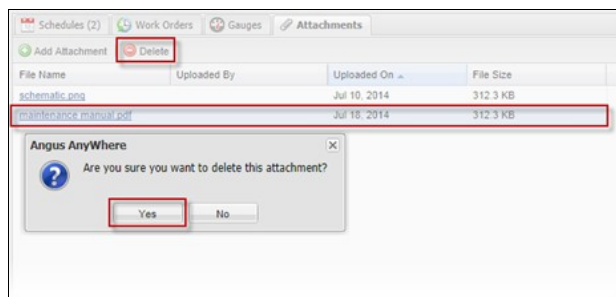 Schedules (2) Work Orders Gauges Attachments
Add Attachment Delete
File Name Uploaded By Uploaded On File Size
schematic.png Jul 10, 2014 312.3 KB
maintenance manual.pdf Jul 18, 2014 312.3 KB
Angus AnyWhere
Are you sure you want to delete this attachment?
Yes No